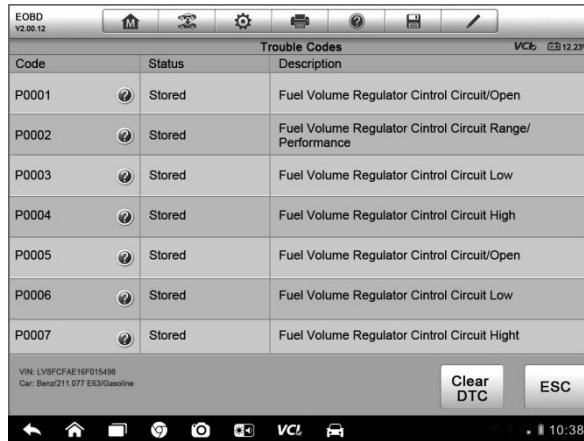 EOBD
V2.00.12
Trouble Codes
VCI 12.23V
Code Status Description
P0001 Stored Fuel Volume Regulator Cintrol Circuit/Open
P0002 Stored Fuel Volume Regulator Cintrol Circuit Range/
Performance
P0003 Stored Fuel Volume Regulator Cintrol Circuit Low
P0004 Stored Fuel Volume Regulator Cintrol Circuit High
P0005 Stored Fuel Volume Regulator Cintrol Circuit/Open
P0006 Stored Fuel Volume Regulator Cintrol Circuit Low
P0007 Stored Fuel Volume Regulator Cintrol Circuit Hight
VIN: LVSFCFAE16F015498
Car: Benz/211.077 E63/Gasoline
Clear
DTC
ESC
VCI
10:38